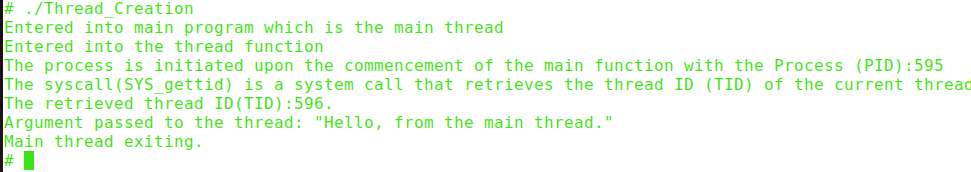 # ./Thread_Creation
Entered into main program which is the main thread
Entered into the thread function
The process is initiated upon the commencement of the main function with the Process (PID):595
The syscall(SYS_gettid) is a system call that retrieves the thread ID (TID) of the current thread
The retrieved thread ID(TID):596.
Argument passed to the thread: "Hello, from the main thread."
Main thread exiting.
#